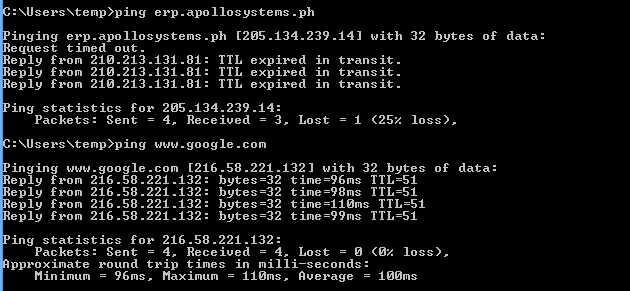 C:\Users\temp>ping erp.apollosystems.ph
Pinging erp.apollosystems.ph [205.134.239.14] with 32 bytes of data:
Request timed out.
Reply from 210.213.131.81: TTL expired in transit.
Reply from 210.213.131.81: TTL expired in transit.
Reply from 210.213.131.81: TTL expired in transit.
Ping statistics for 205.134.239.14:
    Packets: Sent = 4, Received = 3, Lost = 1 (25% loss),
C:\Users\temp>ping www.google.com
Pinging www.google.com [216.58.221.132] with 32 bytes of data:
Reply from 216.58.221.132: bytes=32 time=96ms TTL=51
Reply from 216.58.221.132: bytes=32 time=98ms TTL=51
Reply from 216.58.221.132: bytes=32 time=110ms TTL=51
Reply from 216.58.221.132: bytes=32 time=99ms TTL=51
Ping statistics for 216.58.221.132:
    Packets: Sent = 4, Received = 4, Lost = 0 (0% loss),
Approximate round trip times in milli-seconds:
    Minimum = 96ms, Maximum = 110ms, Average = 100ms